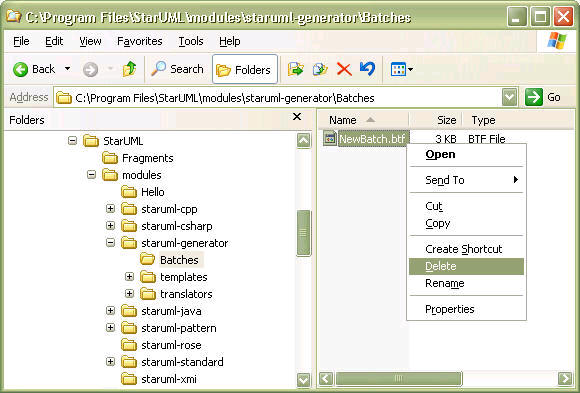 C:\Program Files\StarUML\modules\staruml-generator\Batches
File Edit View Favorites Tools Help
Back Search Folders
Address C:\Program Files\StarUML\modules\staruml-generator\Batches Go
Folders
Name Size Type
StarUML
NewBatch.btf 3 KB BTF File
Fragments
Open
modules
Send To
Hello
staruml-cpp
Cut
staruml-csharp
Copy
staruml-generator
Create Shortcut
Batches
Delete
templates
Rename
translators
staruml-java
Properties
staruml-pattern
staruml-rose
staruml-standard
staruml-xmi